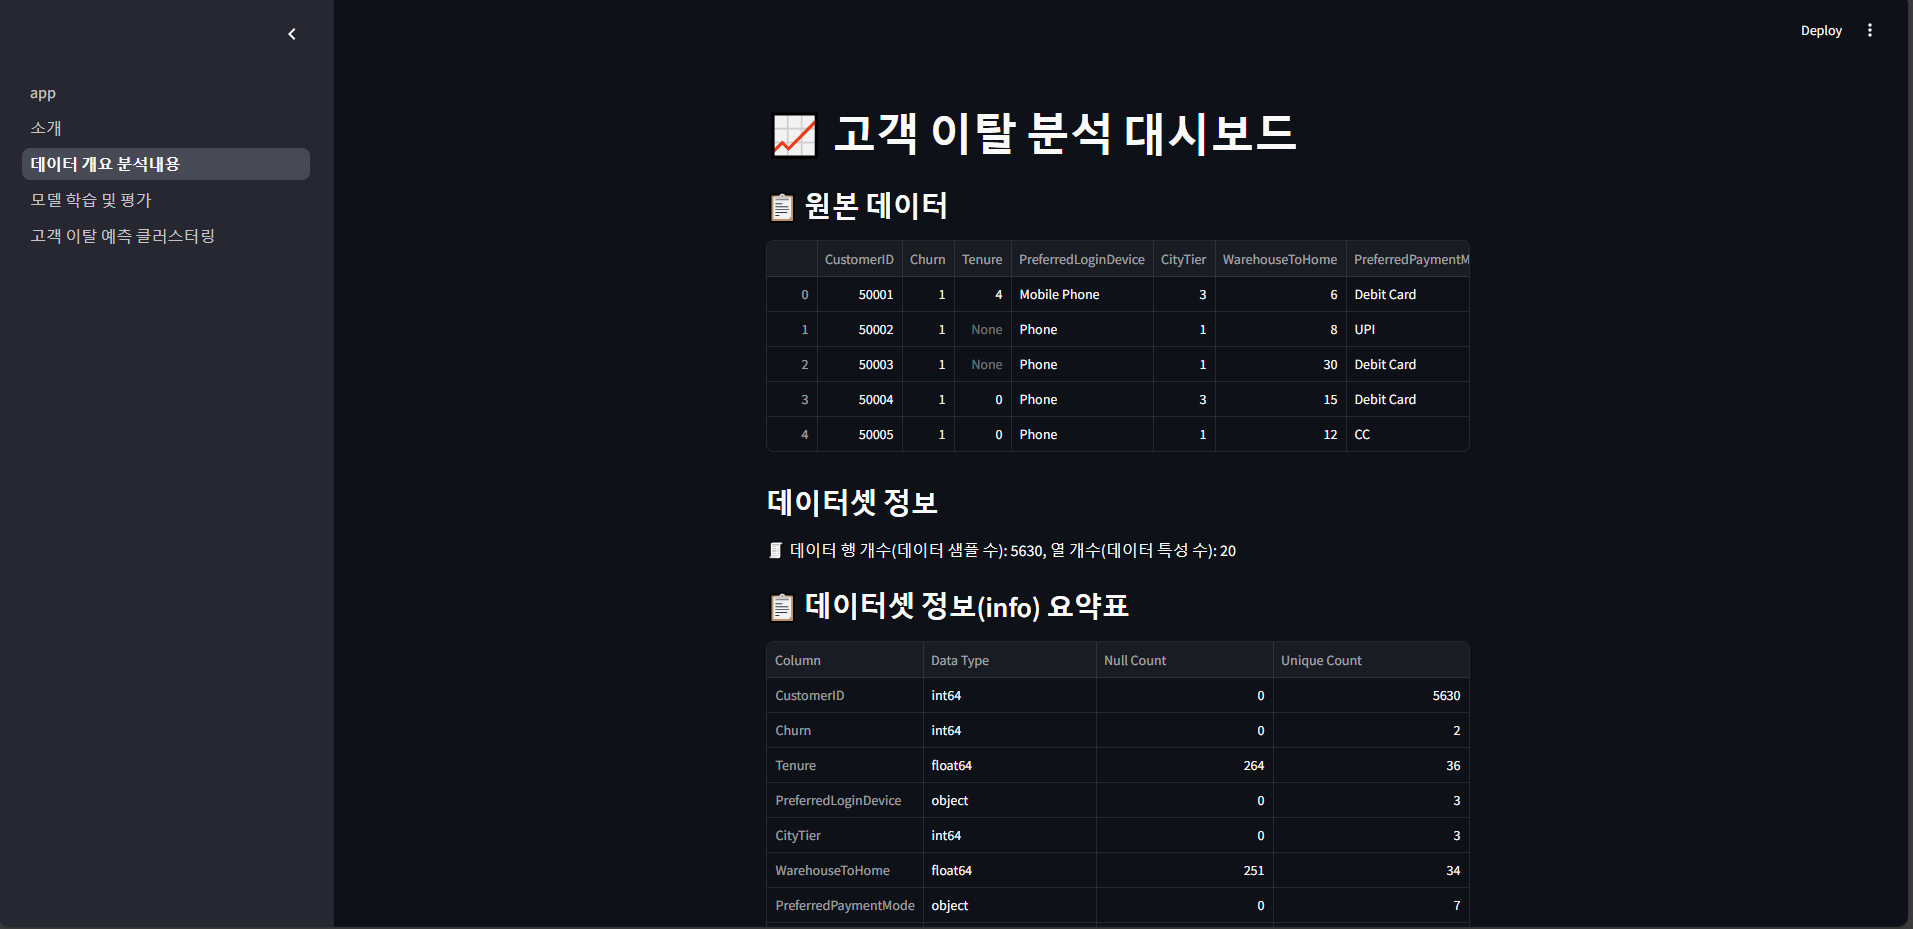 Deploy
app
소개
데이터 개요 분석내용
모델 학습 및 평가
고객 이탈 예측 클러스터링
고객 이탈 분석 대시보드
원본 데이터
CustomerID Churn Tenure PreferredLoginDevice CityTier WarehouseToHome PreferredPaymentM
0 50001 1 4 Mobile Phone 3 6 Debit Card
1 50002 1 None Phone 1 8 UPI
2 50003 1 None Phone 1 30 Debit Card
3 50004 1 0 Phone 3 15 Debit Card
4 50005 1 0 Phone 1 12 CC
데이터셋 정보
데이터 행 개수(데이터 샘플 수): 5630, 열 개수(데이터 특성 수): 20
데이터셋 정보(info) 요약표
Column Data Type Null Count Unique Count
CustomerID int64 0 5630
Churn int64 0 2
Tenure float64 264 36
PreferredLoginDevice object 0 3
CityTier int64 0 3
WarehouseToHome float64 251 34
PreferredPaymentMode object 0 7